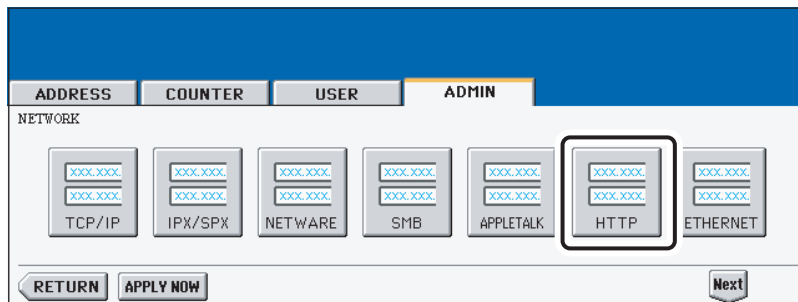 ADDRESS COUNTER USER ADMIN
NETWORK
XXX.XXX. XXX.XXX. XXX.XXX. XXX.XXX. XXX.XXX. XXX.XXX. XXX.XXX.
XXX.XXX. XXX.XXX. XXX.XXX. XXX.XXX. XXX.XXX. XXX.XXX. XXX.XXX.
TCP/IP IPX/SPX NETWARE SMB APPLETALK HTTP ETHERNET
RETURN APPLY NOW Next